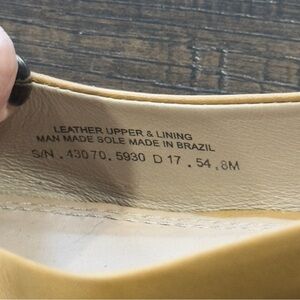 LEATHER UPPER & LINING
MAN MADE SOLE MADE IN BRAZIL
S/N . 43070. 5930 D 17 . 54 . 8M